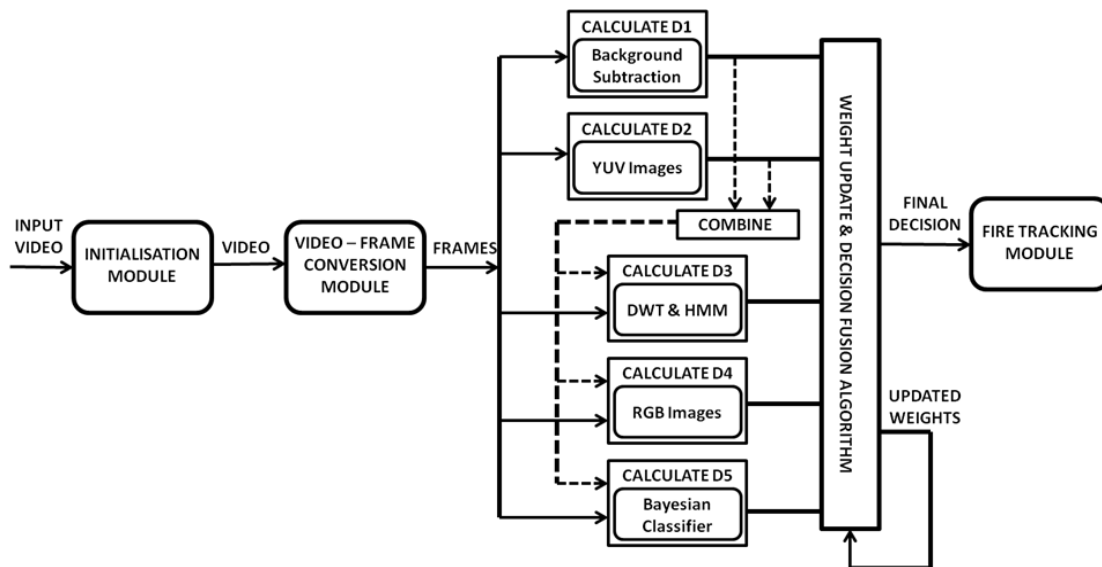 INPUT
VIDEO
INITIALISATION
MODULE
VIDEO
VIDEO – FRAME
CONVERSION
MODULE
FRAMES
CALCULATE D1
Background
Subtraction
CALCULATE D2
YUV Images
COMBINE
CALCULATE D3
DWT & HMM
CALCULATE D4
RGB Images
CALCULATE D5
Bayesian
Classifier
WEIGHT UPDATE & DECISION FUSION ALGORITHM
FINAL
DECISION
FIRE TRACKING
MODULE
UPDATED
WEIGHTS